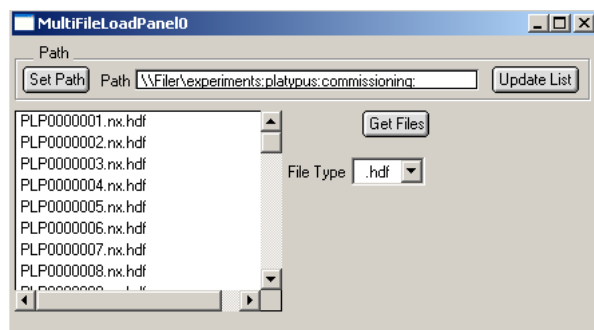 MultiFileLoadPanel0
Path
Set Path Path \\Filer\experiments:platypus:commissioning: Update List
PLP0000001.nx.hdf
Get Files
PLP0000002.nx.hdf
PLP0000003.nx.hdf
File Type .hdf
PLP0000004.nx.hdf
PLP0000005.nx.hdf
PLP0000006.nx.hdf
PLP0000007.nx.hdf
PLP0000008.nx.hdf